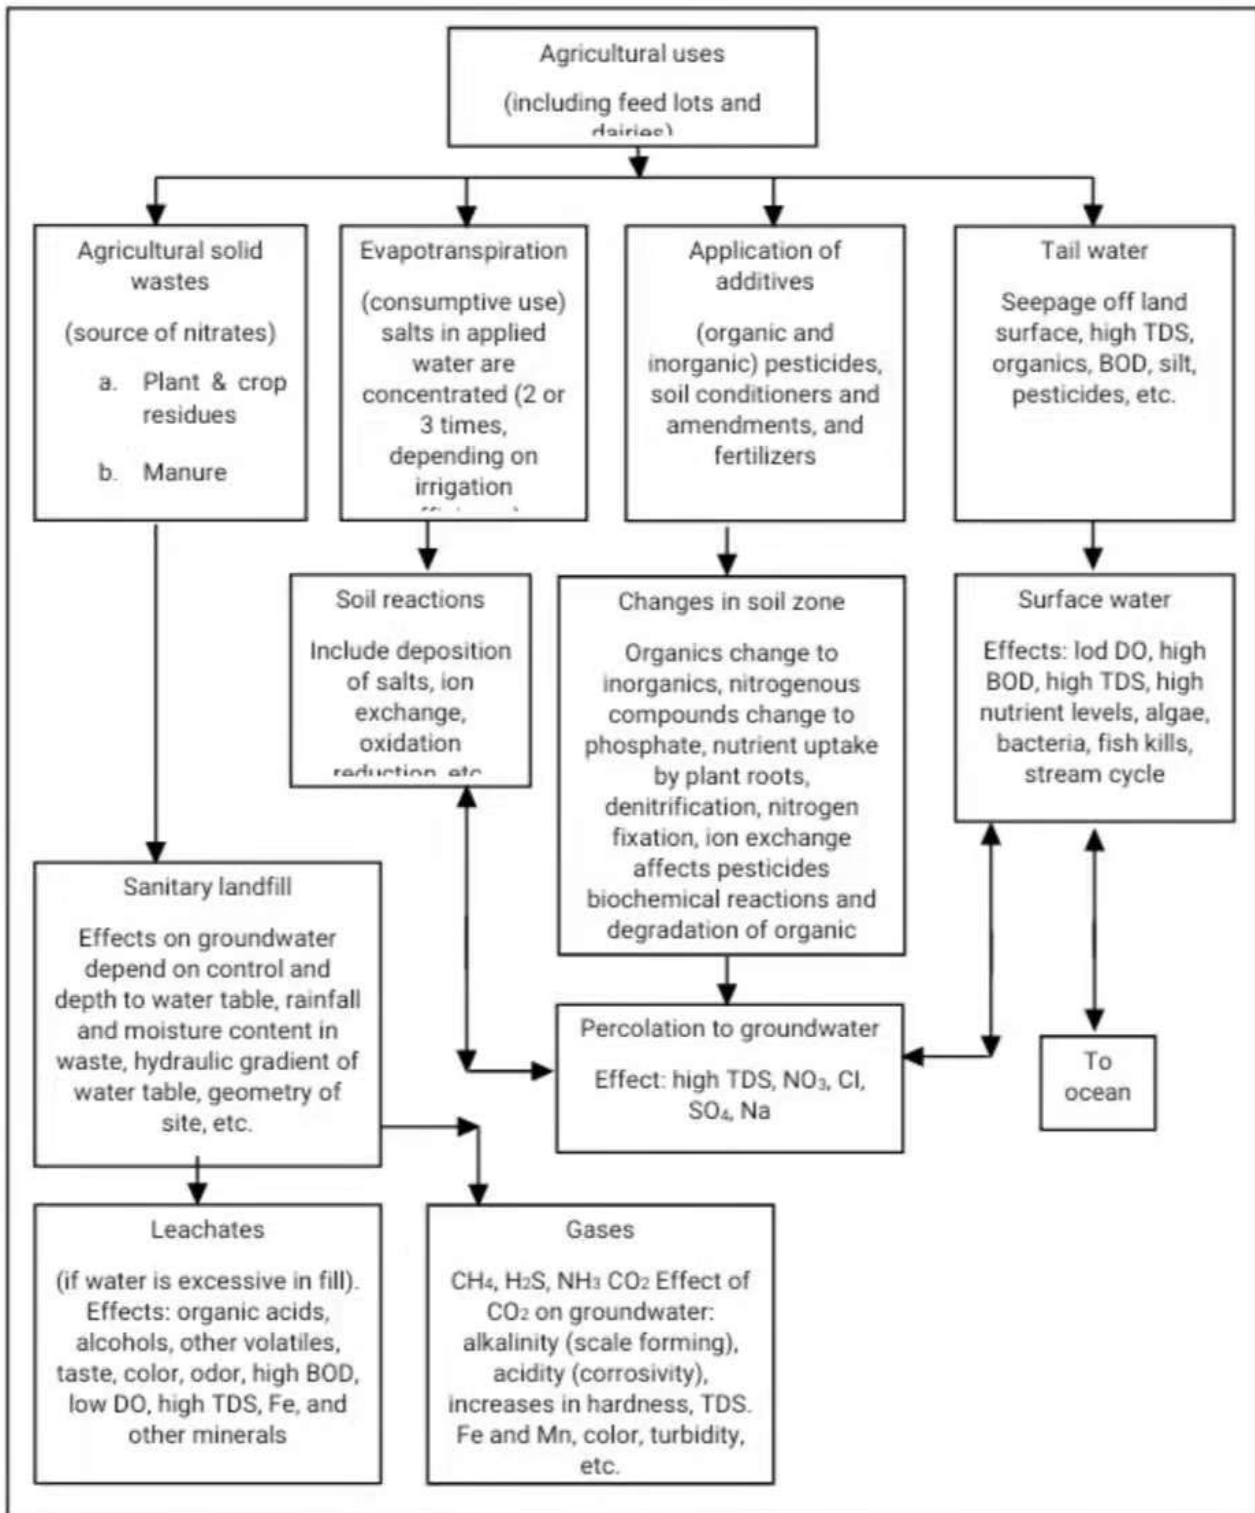 Agricultural uses
(including feed lots and
dairies)
Agricultural solid
wastes
(source of nitrates)
a. Plant & crop
residues
b. Manure
Evapotranspiration
(consumptive use)
salts in applied
water are
concentrated (2 or
3 times,
depending on
irrigation
Application of
additives
(organic and
inorganic) pesticides,
soil conditioners and
amendments, and
fertilizers
Tail water
Seepage off land
surface, high TDS,
organics, BOD, silt,
pesticides, etc.
Soil reactions
Include deposition
of salts, ion
exchange,
oxidation
reduction, etc
Changes in soil zone
Organics change to
inorganics, nitrogenous
compounds change to
phosphate, nutrient uptake
by plant roots,
denitrification, nitrogen
fixation, ion exchange
affects pesticides
biochemical reactions and
degradation of organic
Surface water
Effects: lod DO, high
BOD, high TDS, high
nutrient levels, algae,
bacteria, fish kills,
stream cycle
Sanitary landfill
Effects on groundwater
depend on control and
depth to water table, rainfall
and moisture content in
waste, hydraulic gradient of
water table, geometry of
site, etc.
Percolation to groundwater
Effect: high TDS, NO₃, Cl,
SO₄, Na
To
ocean
Leachates
(if water is excessive in fill).
Effects: organic acids,
alcohols, other volatiles,
taste, color, odor, high BOD,
low DO, high TDS, Fe, and
other minerals
Gases
CH₄, H₂S, NH₃ CO₂ Effect of
CO₂ on groundwater:
alkalinity (scale forming),
acidity (corrosivity),
increases in hardness, TDS.
Fe and Mn, color, turbidity,
etc.